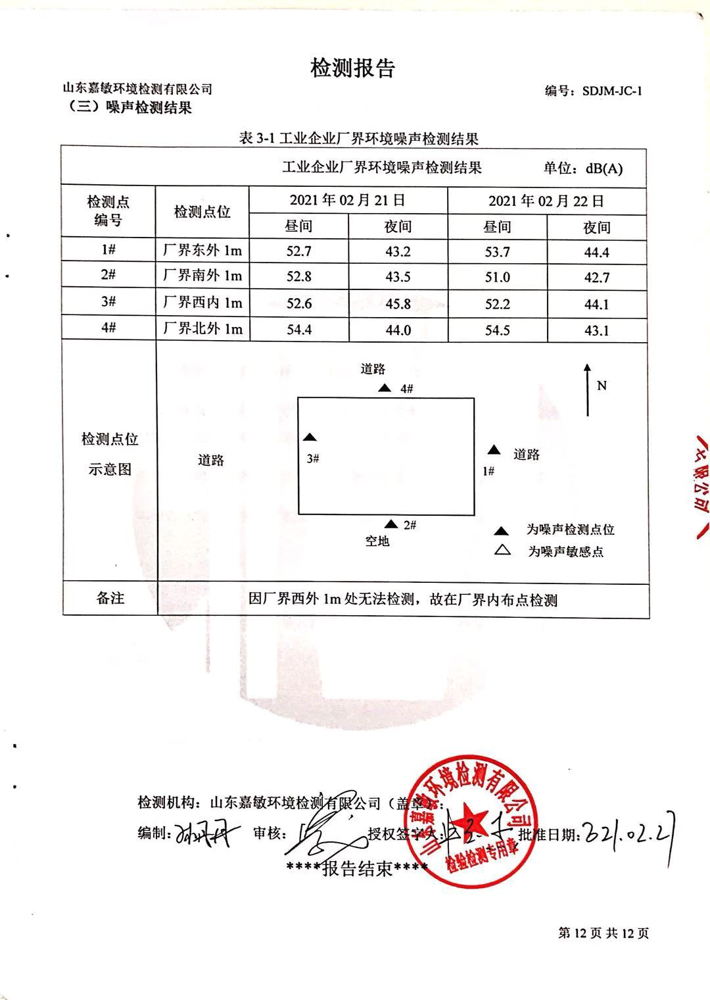 检测报告
山东嘉敏环境检测有限公司 编号：SDJM-JC-1
（三）噪声检测结果
表 3-1 工业企业厂界环境噪声检测结果
工业企业厂界环境噪声检测结果 单位：dB(A)
检测点编号 检测点位 2021 年 02 月 21 日 2021 年 02 月 22 日
昼间 夜间 昼间 夜间
1# 厂界东外 1m 52.7 43.2 53.7 44.4
2# 厂界南外 1m 52.8 43.5 51.0 42.7
3# 厂界西内 1m 52.6 45.8 52.2 44.1
4# 厂界北外 1m 54.4 44.0 54.5 43.1
检测点位
示意图
道路
▲ 4#
N
▲
3#
道路
▲ 道路
1#
▲ 2#
空地
▲ 为噪声检测点位
△ 为噪声敏感点
备注 因厂界西外 1m 处无法检测，故在厂界内布点检测
限公司
检测机构：山东嘉敏环境检测有限公司（盖章）：
编制: 审核： 授权签字人: 批准日期:
****报告结束****
山东嘉敏环境检测有限公司
检验检测专用章
第 12 页 共 12 页